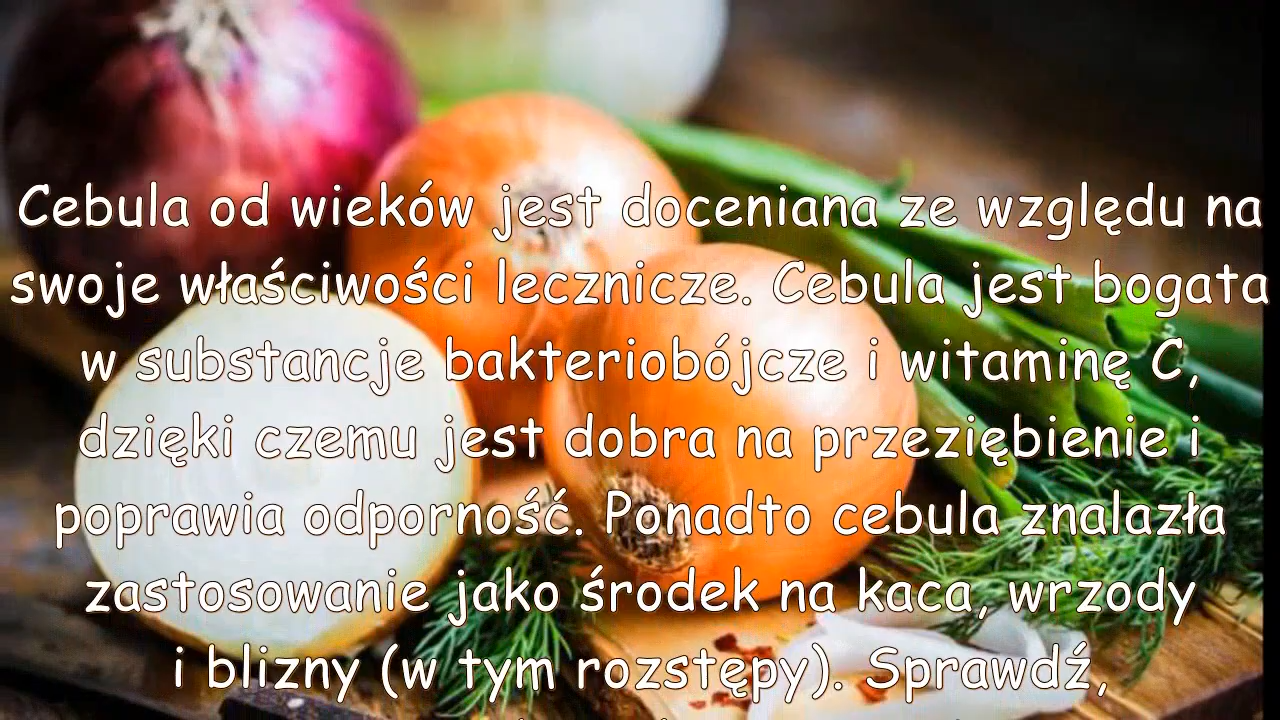 Cebula od wieków jest doceniana ze względu na
swoje właściwości lecznicze. Cebula jest bogata
w substancje bakteriobójcze i witaminę C,
dzięki czemu jest dobra na przeziębienie i
poprawia odporność. Ponadto cebula znalazła
zastosowanie jako środek na kaca, wrzody
i blizny (w tym rozstępy). Sprawdź,